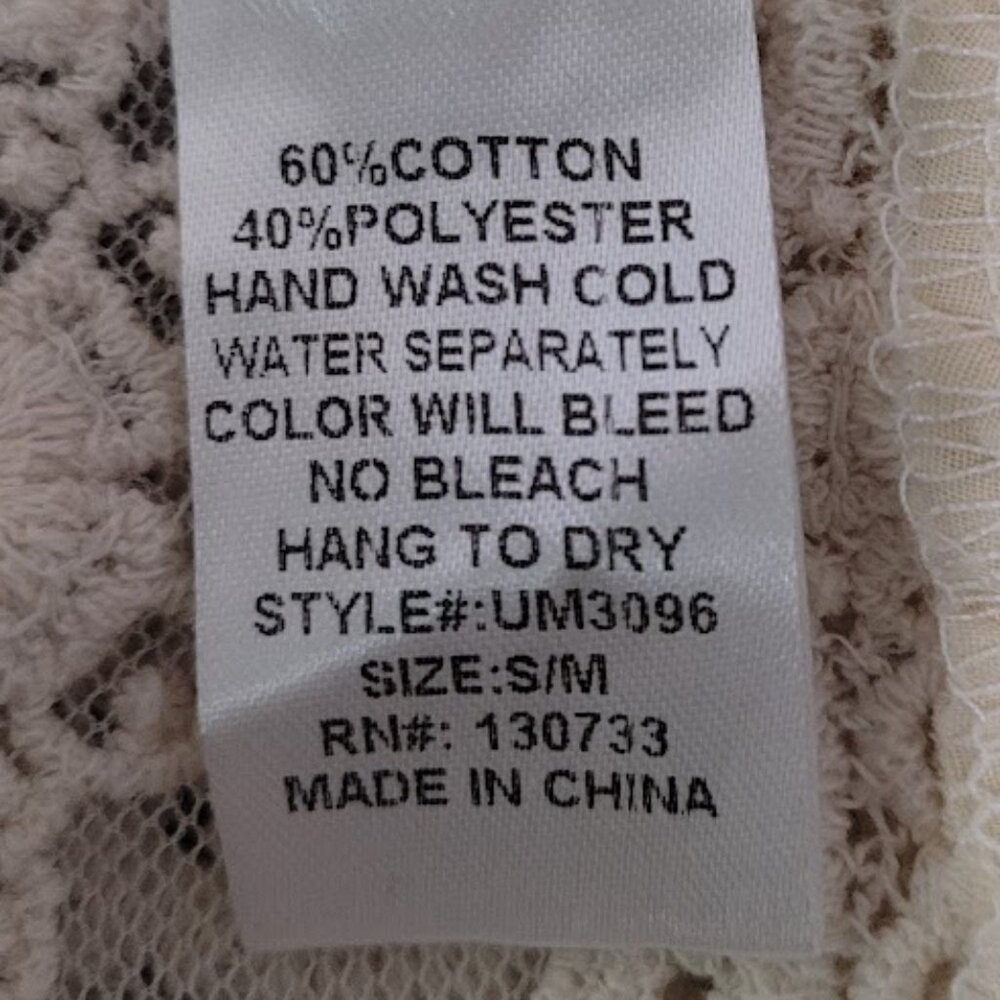 60%COTTON
40%POLYESTER
HAND WASH COLD
WATER SEPARATELY
COLOR WILL BLEED
NO BLEACH
HANG TO DRY
STYLE#:UM3096
SIZE:S/M
RN#: 130733
MADE IN CHINA